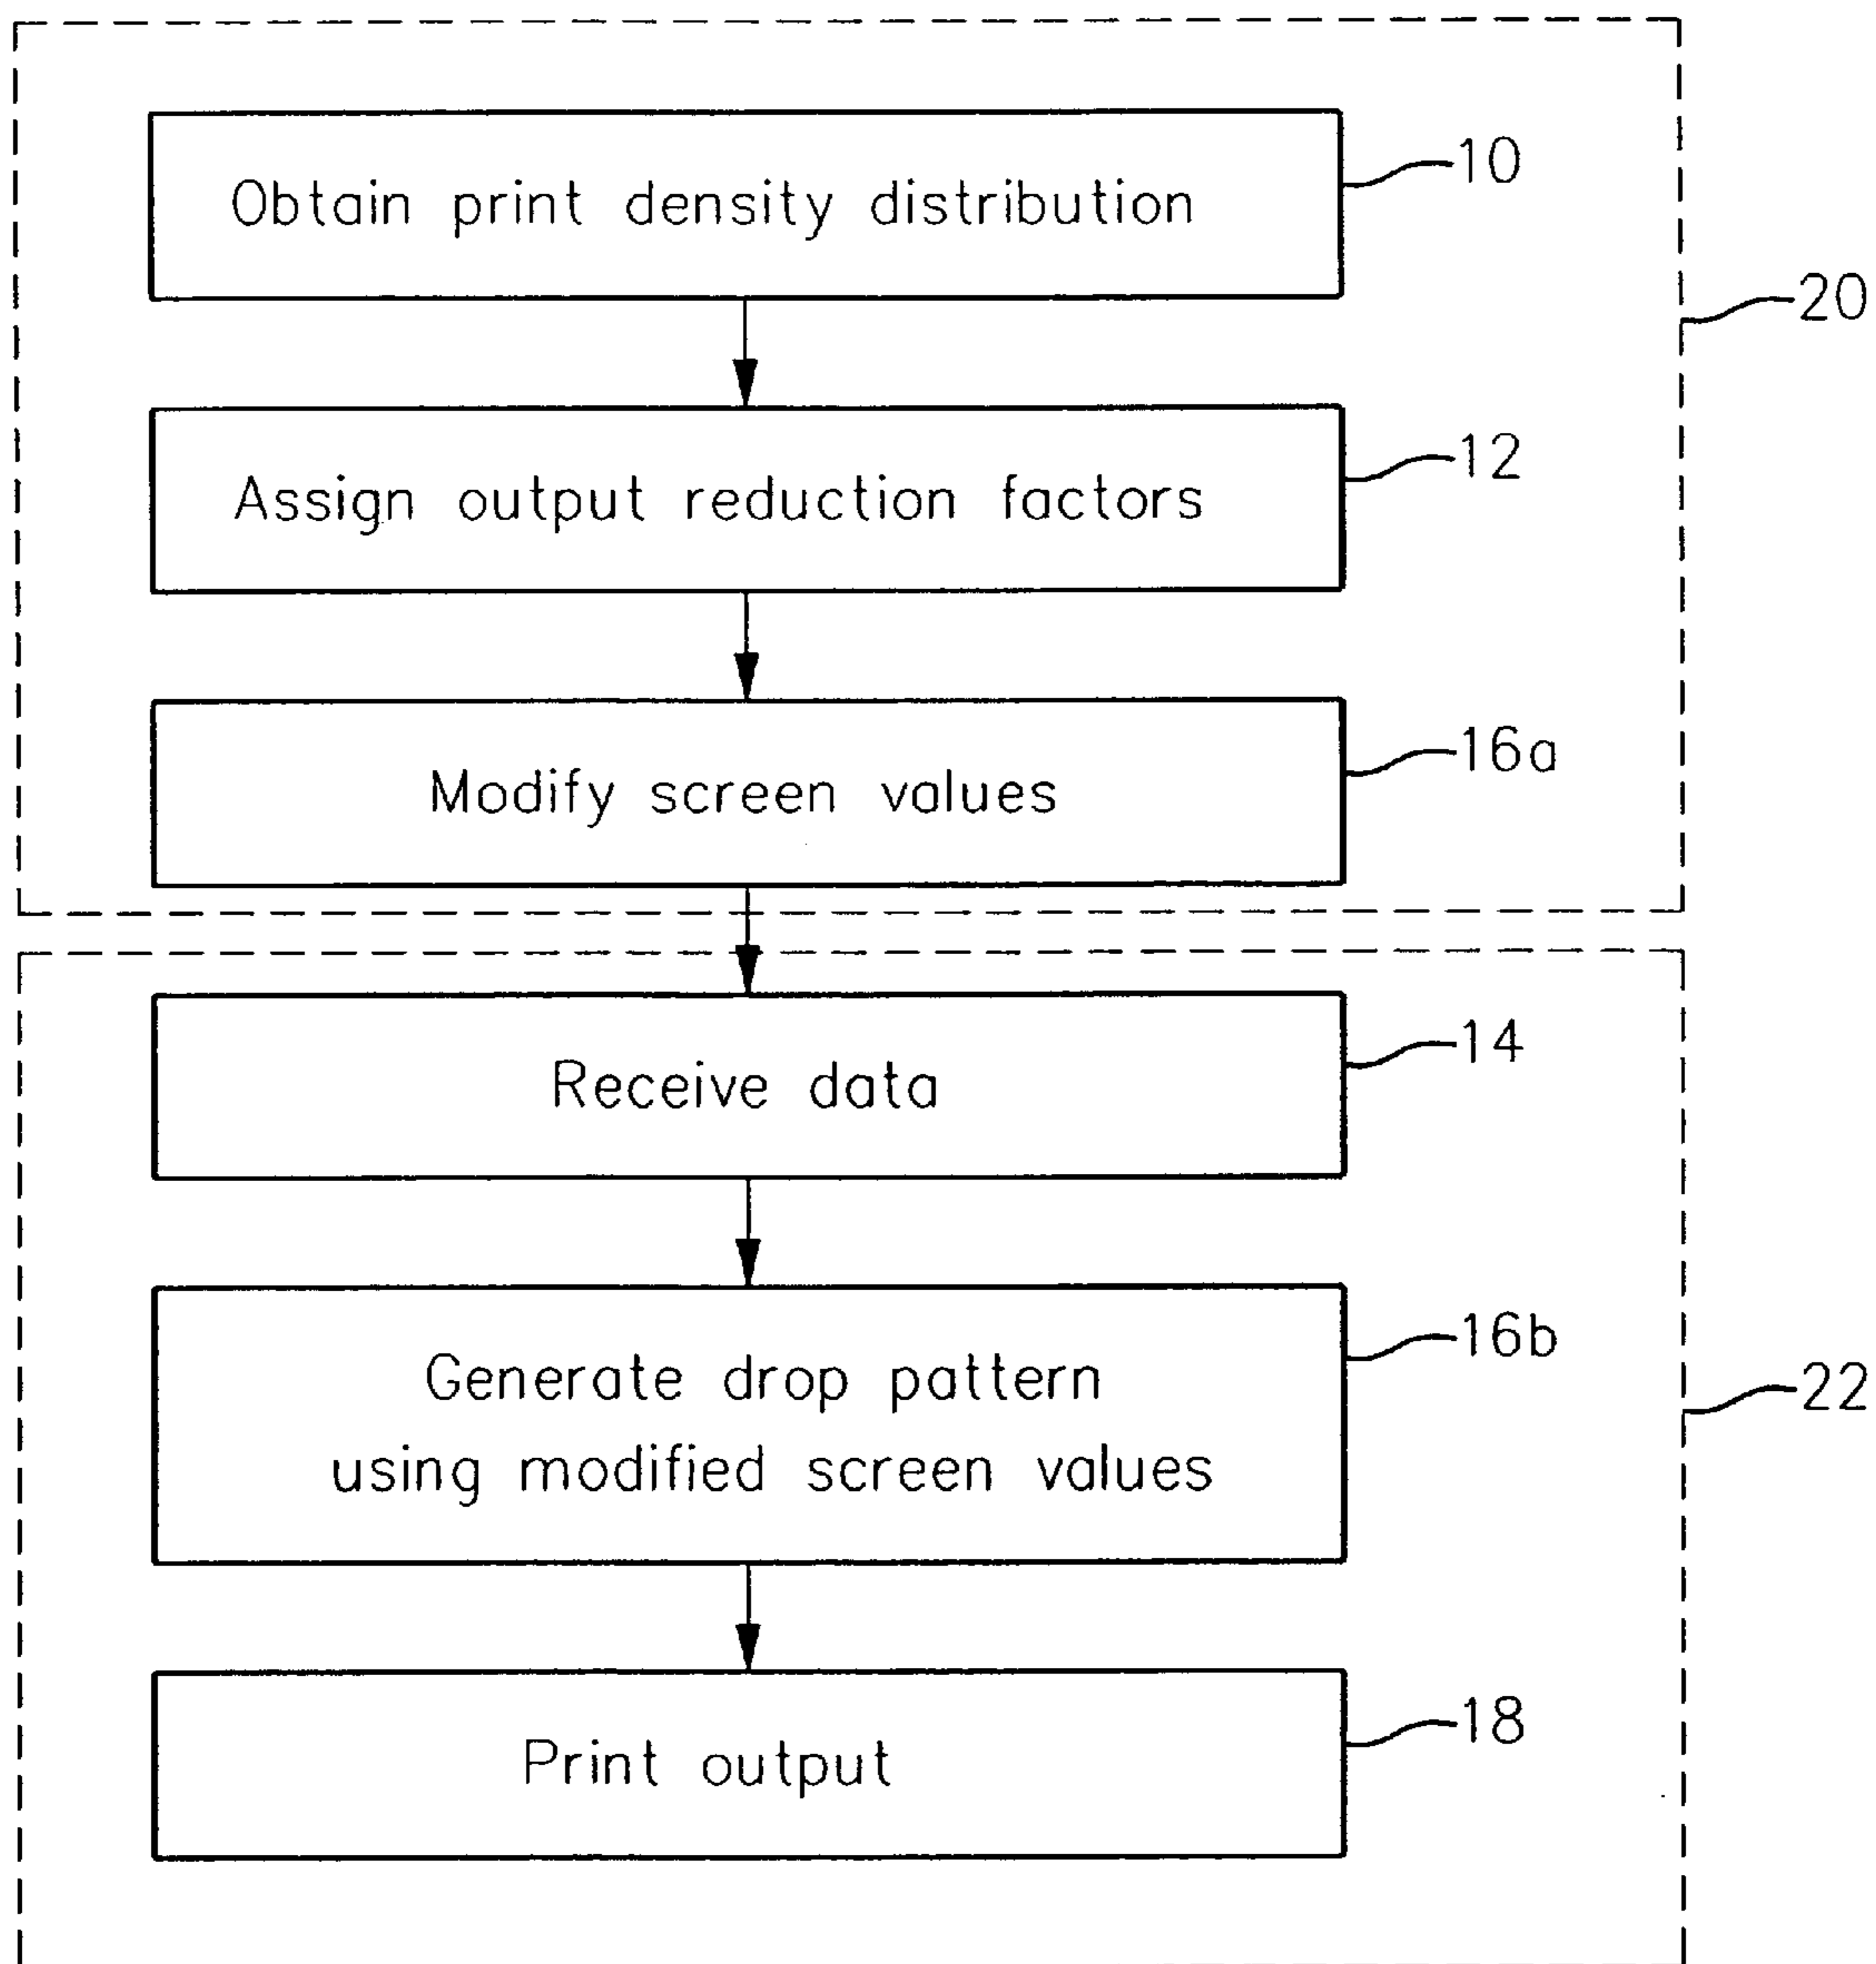 Obtain print density distribution
10
20
Assign output reduction factors
12
Modify screen values
16a
Receive data
14
Generate drop pattern
using modified screen values
16b
22
Print output
18